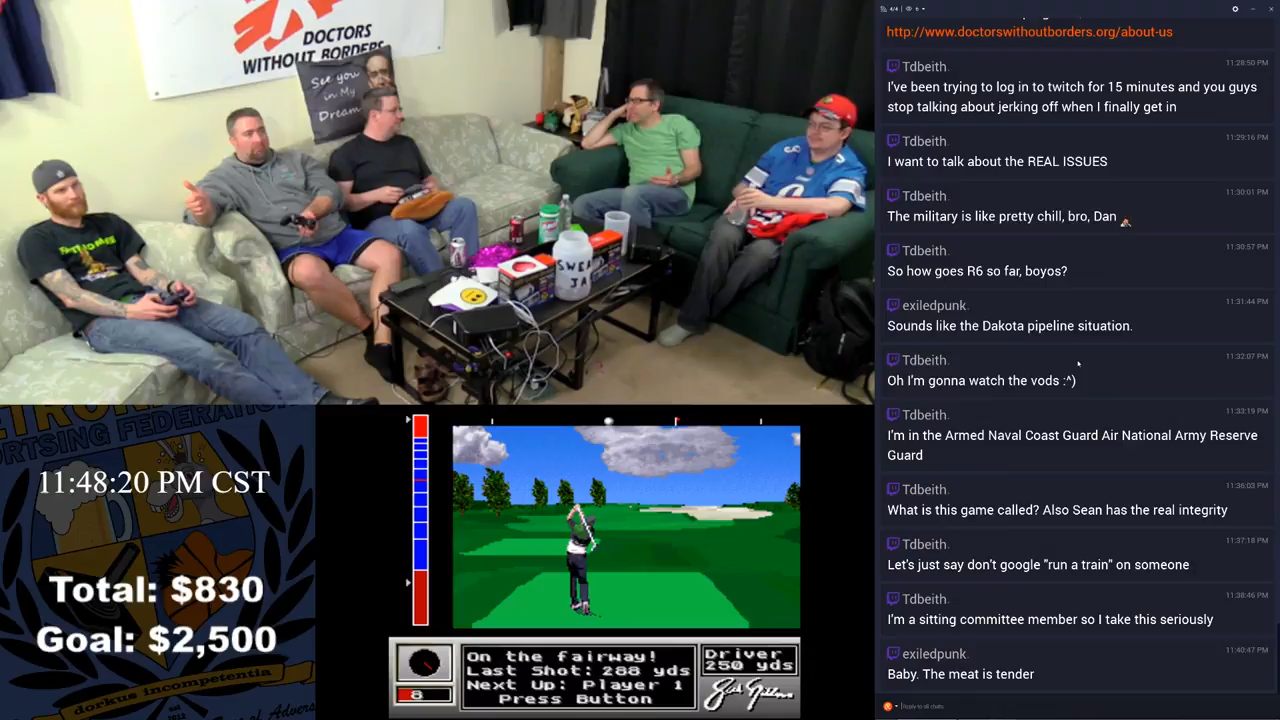 DOCTORS
WITHOUT BORDERS
See you
in My
Dream
SWEAR
JA
11:48:20 PM CST
Total: $830
Goal: $2,500
dorkus incompetentia
On the fairway!
Last Shot: 288 yds
Next Up: Player 1
Press Button
Driver
250 yds
8
4/4
6
http://www.doctorswithoutborders.org/about-us
Tdbeith.
11:28:50 PM
I've been trying to log in to twitch for 15 minutes and you guys
stop talking about jerking off when I finally get in
Tdbeith.
11:29:16 PM
I want to talk about the REAL ISSUES
Tdbeith.
11:30:01 PM
The military is like pretty chill, bro, Dan
Tdbeith.
11:30:57 PM
So how goes R6 so far, boyos?
exiledpunk.
11:31:44 PM
Sounds like the Dakota pipeline situation.
Tdbeith.
11:32:07 PM
Oh I'm gonna watch the vods :^)
Tdbeith.
11:33:19 PM
I'm in the Armed Naval Coast Guard Air National Army Reserve
Guard
Tdbeith.
11:36:03 PM
What is this game called? Also Sean has the real integrity
Tdbeith.
11:37:18 PM
Let's just say don't google "run a train" on someone
Tdbeith.
11:38:46 PM
I'm a sitting committee member so I take this seriously
exiledpunk.
11:40:47 PM
Baby. The meat is tender
Reply to all chats